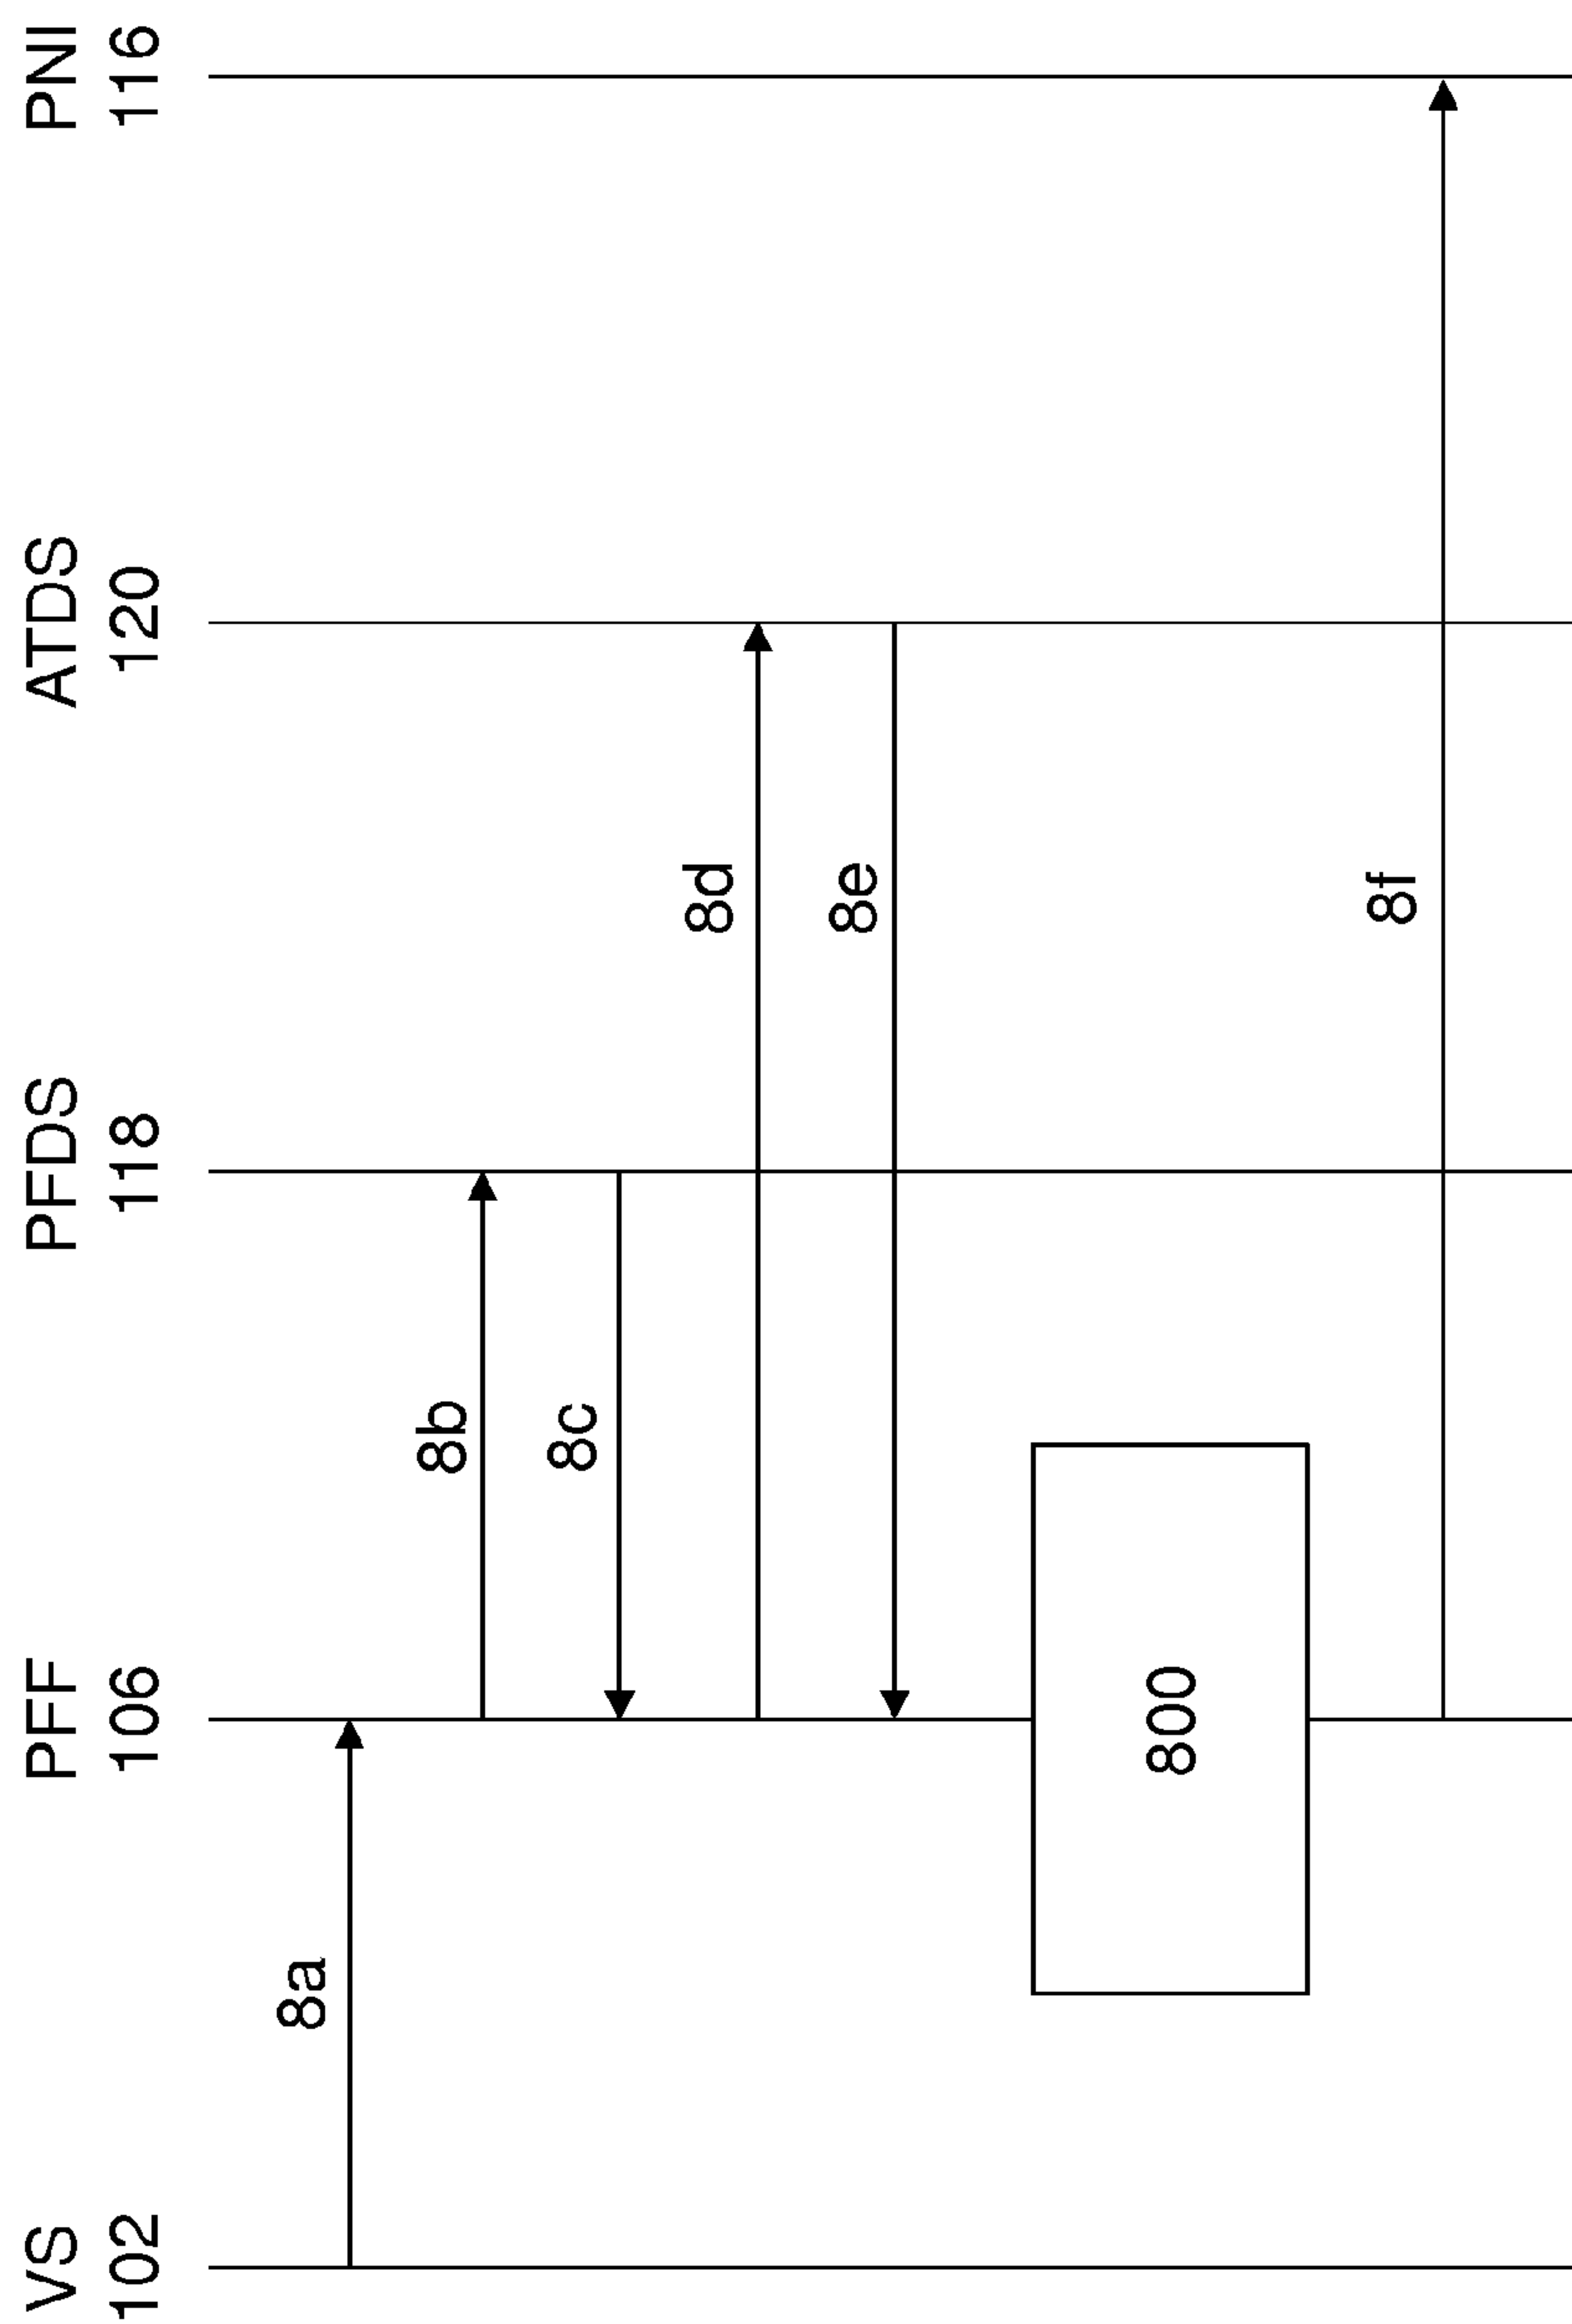 VS PFF PFDS ATDS PNI
102 106 118 120 116
8a
8b
8c
8d
8e
800
8f